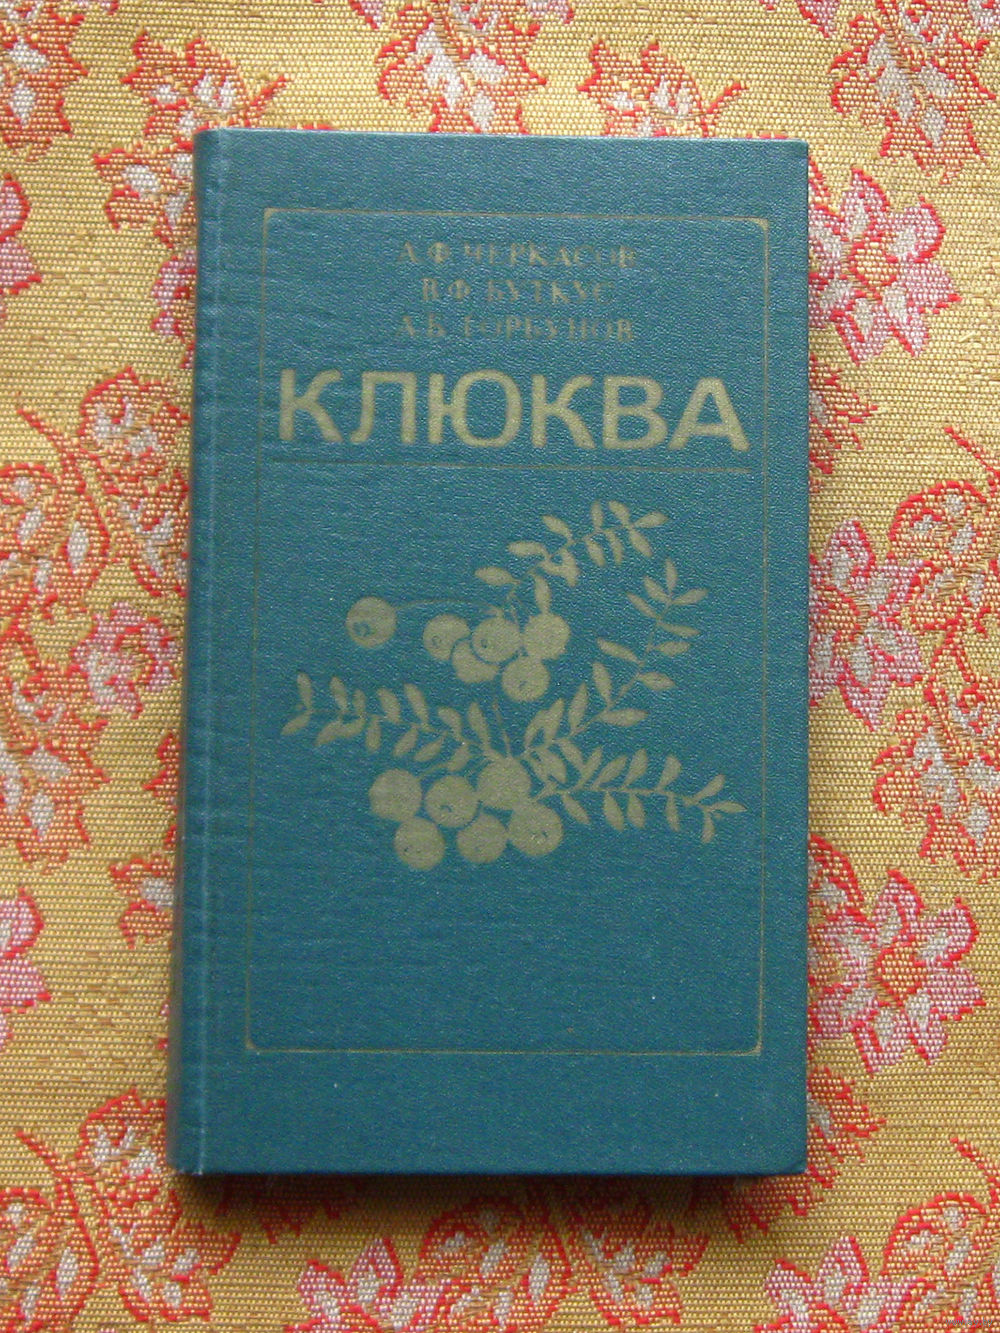 А.Ф. ЧЕРКАСОВ
В.Ф. БУТКУС
А.Б. ГОРБУНОВ
КЛЮКВА